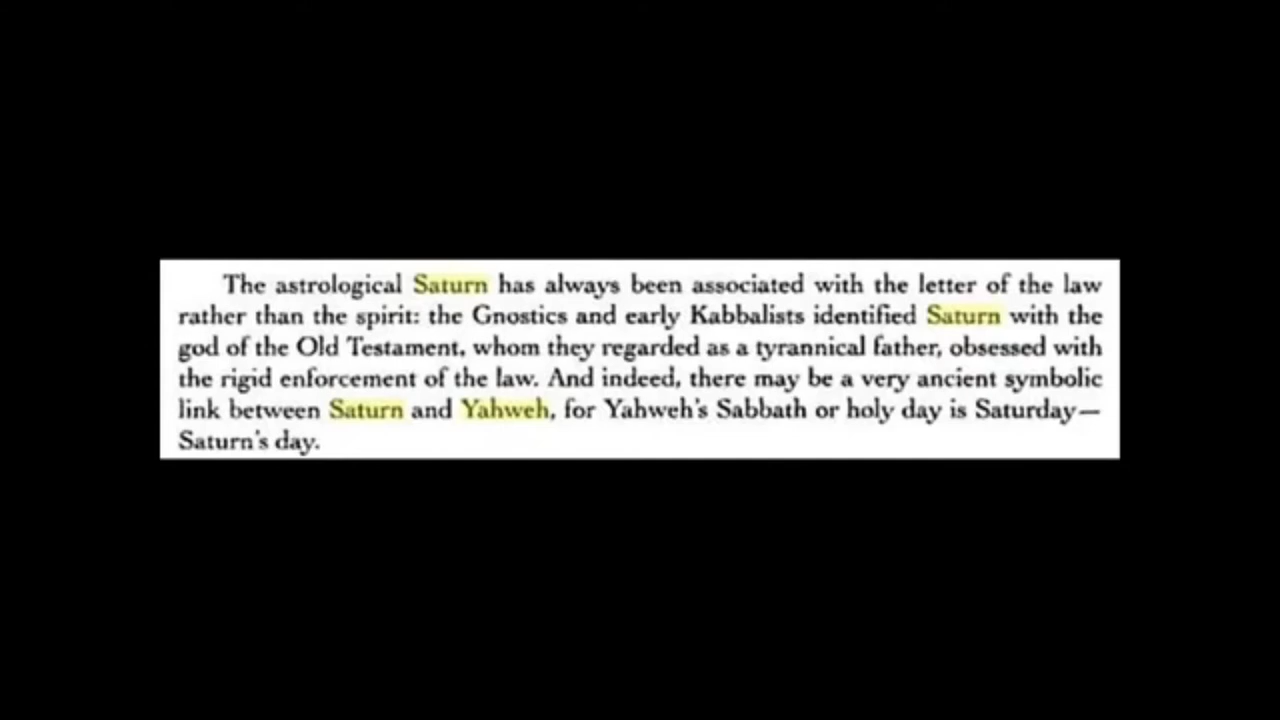 The astrological Saturn has always been associated with the letter of the law
rather than the spirit: the Gnostics and early Kabbalists identified Saturn with the
god of the Old Testament, whom they regarded as a tyrannical father, obsessed with
the rigid enforcement of the law. And indeed, there may be a very ancient symbolic
link between Saturn and Yahweh, for Yahweh's Sabbath or holy day is Saturday—
Saturn's day.